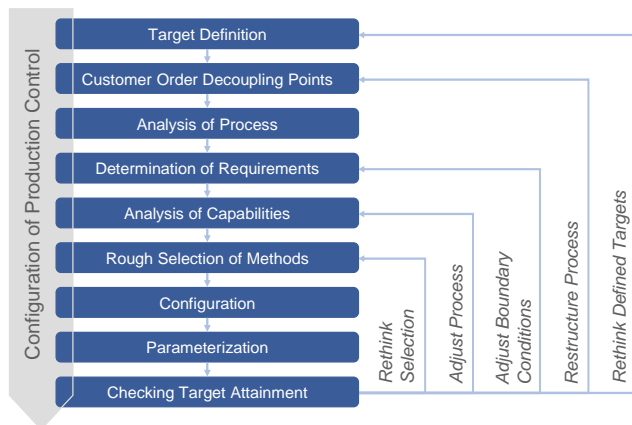 Configuration of Production Control
Target Definition
Customer Order Decoupling Points
Analysis of Process
Determination of Requirements
Analysis of Capabilities
Rough Selection of Methods
Configuration
Parameterization
Checking Target Attainment
Rethink
Selection
Adjust Process
Adjust Boundary
Conditions
Restructure Process
Rethink Defined Targets